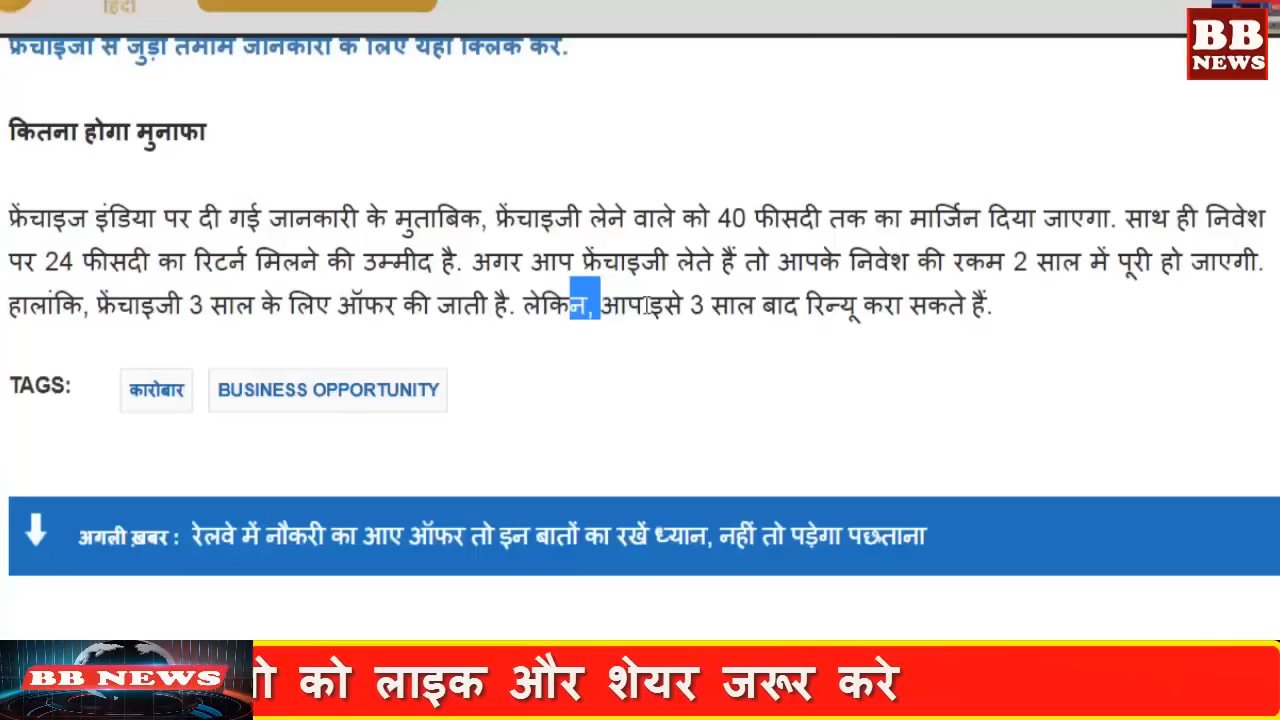 हिंदी
BB
NEWS
फ्रेंचाइजी से जुड़ी तमाम जानकारी के लिए यहां क्लिक करें.
कितना होगा मुनाफा
फ्रेंचाइज इंडिया पर दी गई जानकारी के मुताबिक, फ्रेंचाइजी लेने वाले को 40 फीसदी तक का मार्जिन दिया जाएगा. साथ ही निवेश
पर 24 फीसदी का रिटर्न मिलने की उम्मीद है. अगर आप फ्रेंचाइजी लेते हैं तो आपके निवेश की रकम 2 साल में पूरी हो जाएगी.
हालांकि, फ्रेंचाइजी 3 साल के लिए ऑफर की जाती है. लेकिन, आप इसे 3 साल बाद रिन्यू करा सकते हैं.
TAGS: कारोबार BUSINESS OPPORTUNITY
अगली ख़बर : रेलवे में नौकरी का आए ऑफर तो इन बातों का रखें ध्यान, नहीं तो पड़ेगा पछताना
BB NEWS
को लाइक और शेयर जरूर करे